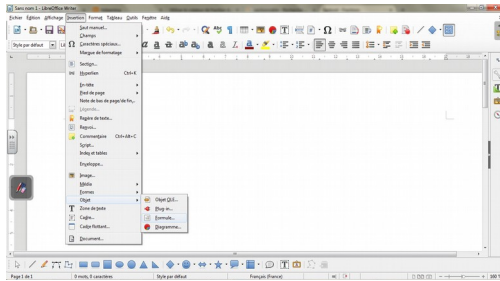 Sans nom 1 - LibreOffice Writer
Fichier Édition Affichage Insertion Format Tableau Outils Fenêtre Aide
Style par défaut
Saut manuel...
Champs
Caractères spéciaux...
Marque de formatage
Section...
Hyperlien Ctrl+K
En-tête
Pied de page
Note de bas de page/de fin...
Légende...
Repère de texte...
Renvoi...
Commentaire Ctrl+Alt+C
Script...
Index et tables
Enveloppe...
Image...
Média
Formes
Objet
Objet OLE...
Zone de texte
Plug-in...
Cadre...
Formule...
Cadre flottant...
Diagramme...
Document...
Page 1 de 1 0 mots, 0 caractères Style par défaut Français (France)